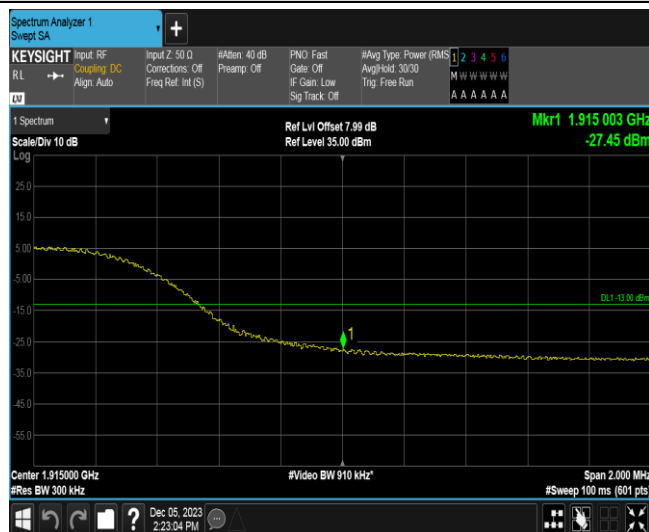 Spectrum Analyzer 1
Swept SA
KEYSIGHT
RL
Input: RF
Coupling: DC
Align: Auto
Input Z: 50 Ω
Corrections: Off
Freq Ref: Int (S)
#Atten: 40 dB
Preamp: Off
PNO: Fast
Gate: Off
IF Gain: Low
Sig Track: Off
#Avg Type: Power (RMS
Avg|Hold: 30/30
Trig: Free Run
1 2 3 4 5 6
M W W W W W
A A A A A A
LXI
1 Spectrum
Scale/Div 10 dB
Ref Lvl Offset 7.99 dB
Ref Level 35.00 dBm
Mkr1 1.915 003 GHz
-27.45 dBm
Log
25.0
15.0
5.00
-5.00
DL1 -13.00 dBm
-15.0
1
-25.0
-35.0
-45.0
-55.0
Center 1.915000 GHz
#Video BW 910 kHz*
Span 2.000 MHz
#Res BW 300 kHz
#Sweep 100 ms (601 pts)
?
Dec 05, 2023
2:23:04 PM